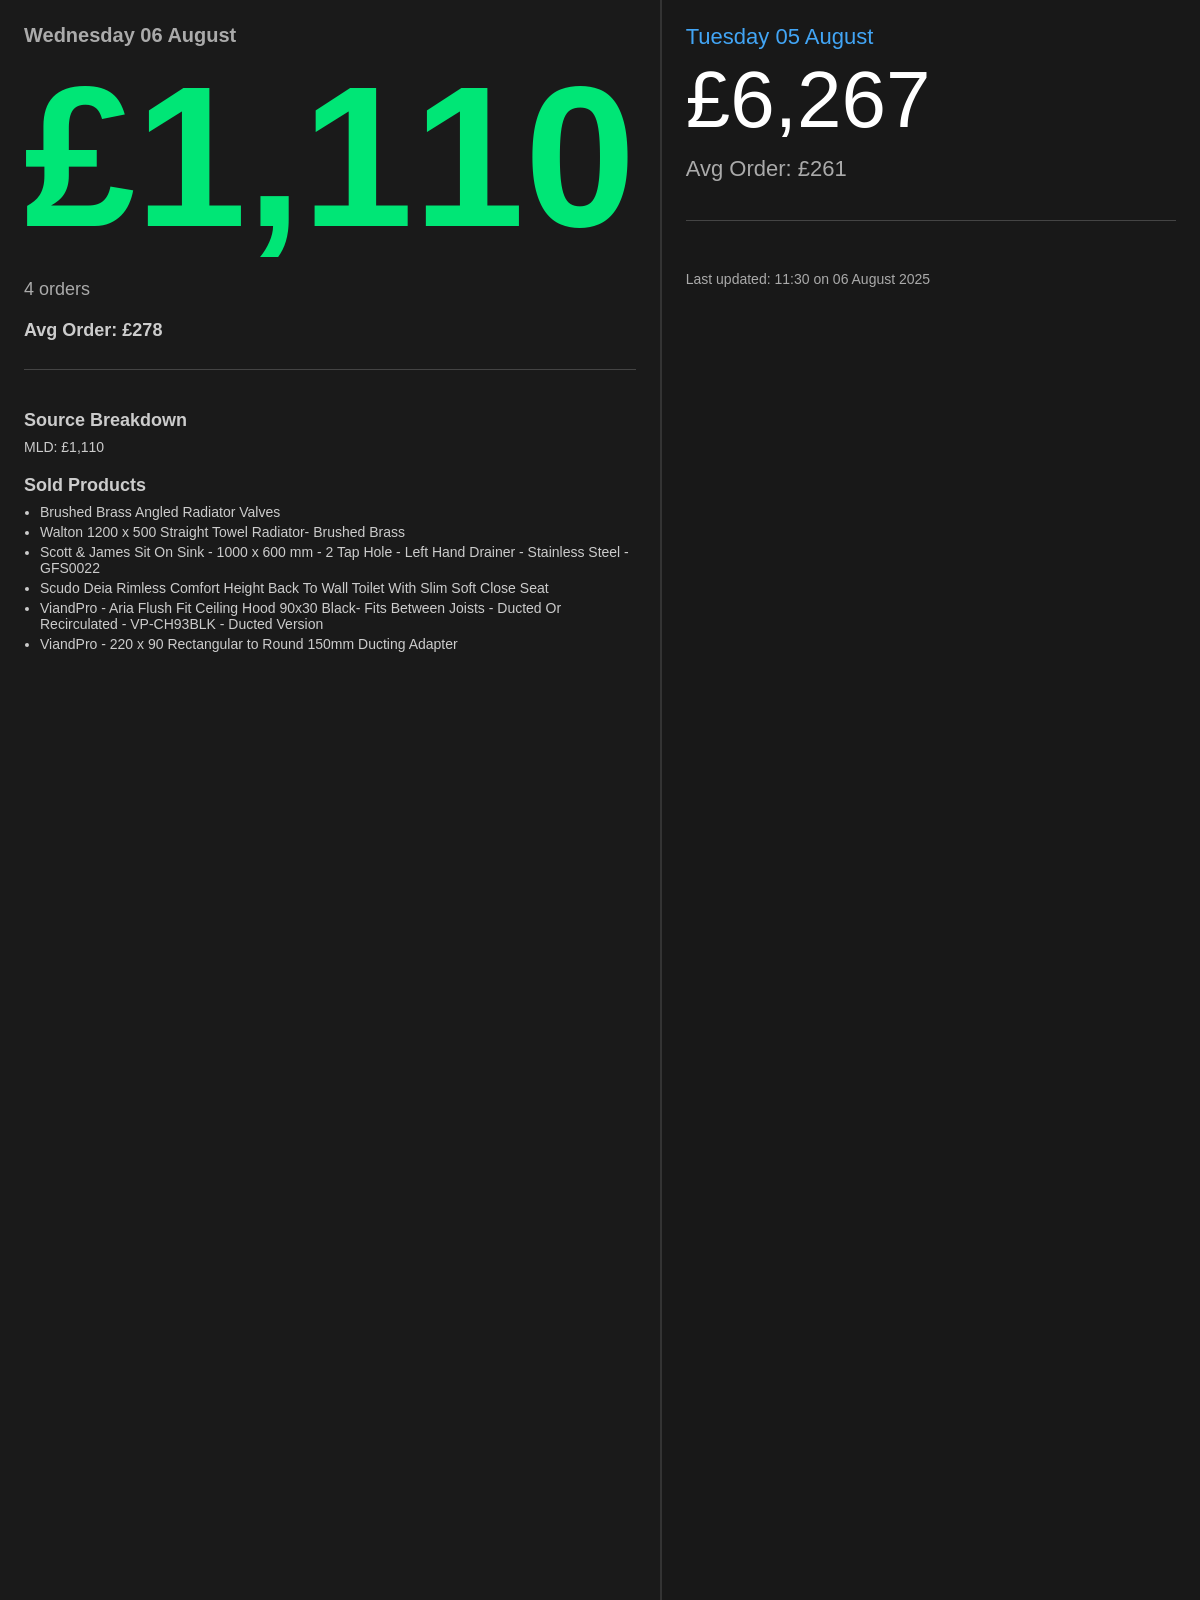 Wednesday 06 August
£1,110
4 orders
Avg Order: £278
Source Breakdown
MLD: £1,110
Sold Products
• Brushed Brass Angled Radiator Valves
• Walton 1200 x 500 Straight Towel Radiator- Brushed Brass
• Scott & James Sit On Sink - 1000 x 600 mm - 2 Tap Hole - Left Hand Drainer - Stainless Steel -
GFS0022
• Scudo Deia Rimless Comfort Height Back To Wall Toilet With Slim Soft Close Seat
• ViandPro - Aria Flush Fit Ceiling Hood 90x30 Black- Fits Between Joists - Ducted Or
Recirculated - VP-CH93BLK - Ducted Version
• ViandPro - 220 x 90 Rectangular to Round 150mm Ducting Adapter
Tuesday 05 August
£6,267
Avg Order: £261
Last updated: 11:30 on 06 August 2025